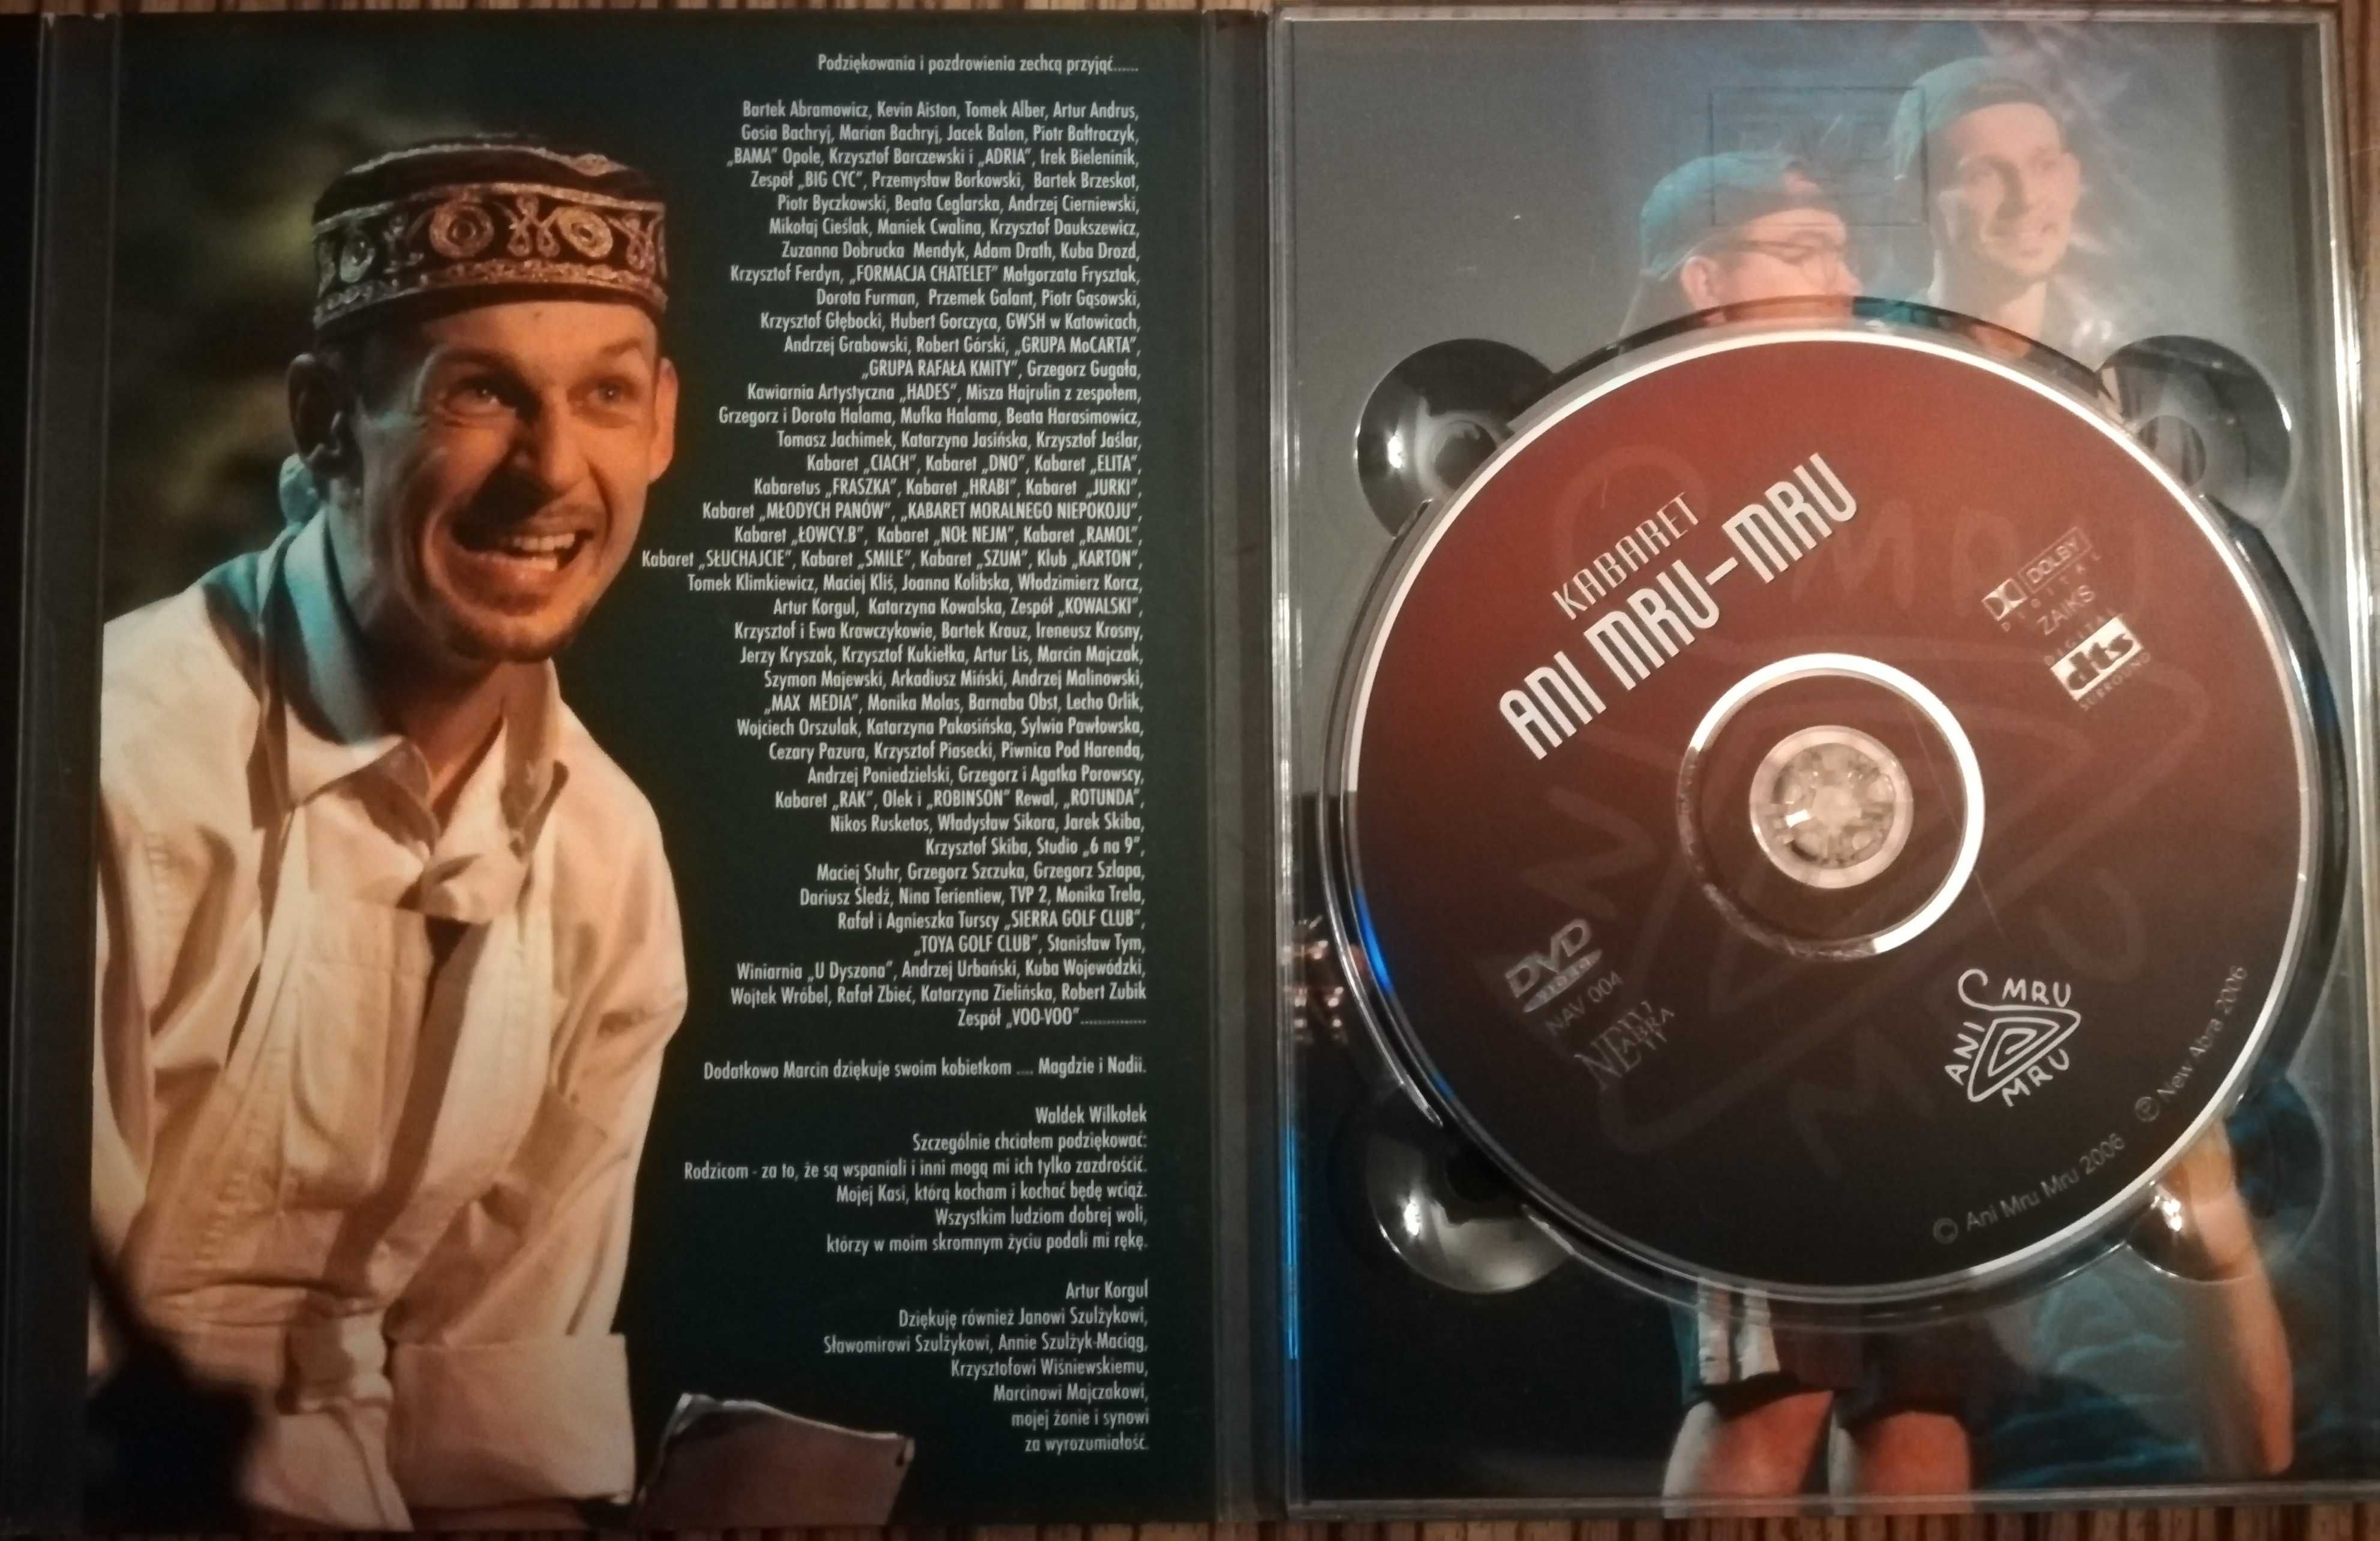 Podziękowania i pozdrowienia zechcą przyjąć......
Bartek Abramowicz, Kevin Aiston, Tomek Alber, Artur Andrus,
Gosia Bachryj, Marian Bachryj, Jacek Balon, Piotr Bałtroczyk,
„BAMA” Opole, Krzysztof Barczewski i „ADRIA”, Irek Bieleninik,
Zespół „BIG CYC”, Przemysław Borkowski, Bartek Brzeskot,
Piotr Byczkowski, Beata Ceglarska, Andrzej Cierniewski,
Mikołaj Cieślak, Maniek Cwalina, Krzysztof Daukszewicz,
Zuzanna Dobrucka Mendyk, Adam Drath, Kuba Drozd,
Krzysztof Ferdyn, „FORMACJA CHATELET” Małgorzata Frysztak,
Dorota Furman, Przemek Galant, Piotr Gąsowski,
Krzysztof Głębocki, Hubert Gorczyca, GWSH w Katowicach,
Andrzej Grabowski, Robert Górski, „GRUPA MoCARTA”,
„GRUPA RAFAŁA KMITY”, Grzegorz Gugała,
Kawiarnia Artystyczna „HADES”, Misza Hajrulin z zespołem,
Grzegorz i Dorota Halama, Mufka Halama, Beata Harasimowicz,
Tomasz Jachimek, Katarzyna Jasińska, Krzysztof Jaślar,
Kabaret „CIACH”, Kabaret „DNO”, Kabaret „ELITA”,
Kabaretus „FRASZKA”, Kabaret „HRABI”, Kabaret „JURKI”,
Kabaret „MŁODYCH PANÓW”, „KABARET MORALNEGO NIEPOKOJU”,
Kabaret „ŁOWCY.B”, Kabaret „NOŁ NEJM”, Kabaret „RAMOL”,
Kabaret „SŁUCHAJCIE”, Kabaret „SMILE”, Kabaret „SZUM”, Klub „KARTON”,
Tomek Klimkiewicz, Maciej Kliś, Joanna Kolibska, Włodzimierz Korcz,
Artur Korgul, Katarzyna Kowalska, Zespół „KOWALSKI”,
Krzysztof i Ewa Krawczykowie, Bartek Krauz, Ireneusz Krosny,
Jerzy Kryszak, Krzysztof Kukiełka, Artur Lis, Marcin Majczak,
Szymon Majewski, Arkadiusz Miński, Andrzej Malinowski,
„MAX MEDIA”, Monika Molas, Barnaba Obst, Lecho Orlik,
Wojciech Orszulak, Katarzyna Pakosińska, Sylwia Pawłowska,
Cezary Pazura, Krzysztof Piasecki, Piwnica Pod Harendą,
Andrzej Poniedzielski, Grzegorz i Agatka Porowscy,
Kabaret „RAK”, Olek i „ROBINSON” Rewal, „ROTUNDA”,
Nikos Rusketos, Władysław Sikora, Jarek Skiba,
Krzysztof Skiba, Studio „6 na 9”,
Maciej Stuhr, Grzegorz Szczuka, Grzegorz Szlapa,
Dariusz Śledź, Nina Terientiew, TVP 2, Monika Trela,
Rafał i Agnieszka Turscy „SIERRA GOLF CLUB”,
„TOYA GOLF CLUB”, Stanisław Tym,
Winiarnia „U Dyszona”, Andrzej Urbański, Kuba Wojewódzki,
Wojtek Wróbel, Rafał Zbieć, Katarzyna Zielińska, Robert Zubik
Zespół „VOO-VOO”...............
Dodatkowo Marcin dziękuje swoim kobietkom .... Magdzie i Nadii.
Waldek Wilkołek
Szczególnie chciałem podziękować:
Rodzicom - za to, że są wspaniali i inni mogą mi ich tylko zazdrościć.
Mojej Kasi, którą kocham i kochać będę wciąż.
Wszystkim ludziom dobrej woli,
którzy w moim skromnym życiu podali mi rękę.
Artur Korgul
Dziękuję również Janowi Szulżykowi,
Sławomirowi Szulżykowi, Annie Szulżyk-Maciąg,
Krzysztofowi Wiśniewskiemu,
Marcinowi Majczakowi,
mojej żonie i synowi
za wyrozumiałość.
KABARET
ANI MRU-MRU
DOLBY
DIGITAL
ZAIKS
DIGITAL
dts
SURROUND
DVD
VIDEO
NAV 004
NEW ABRA
ANI MRU MRU
© Ani Mru Mru 2006 ℗ New Abra 2006